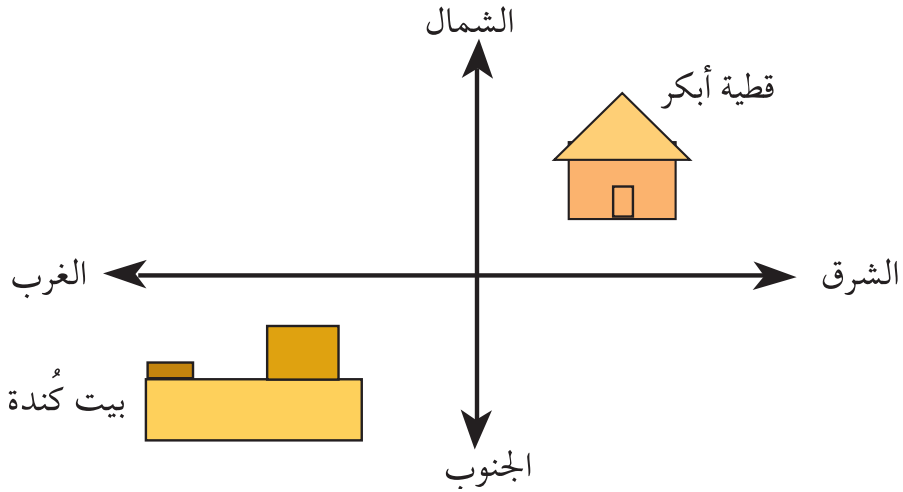 الشمال
قطية أبكر
الشرق
الغرب
بيت كُندة
الجنوب